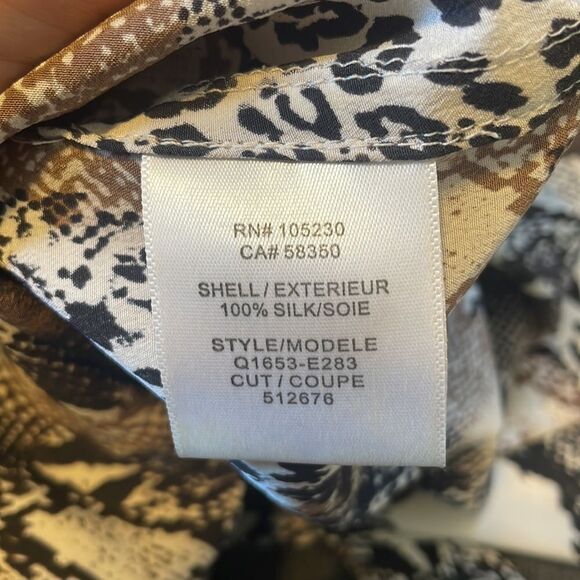 RN# 105230
CA# 58350
SHELL / EXTERIEUR
100% SILK/SOIE
STYLE/MODELE
Q1653-E283
CUT / COUPE
512676